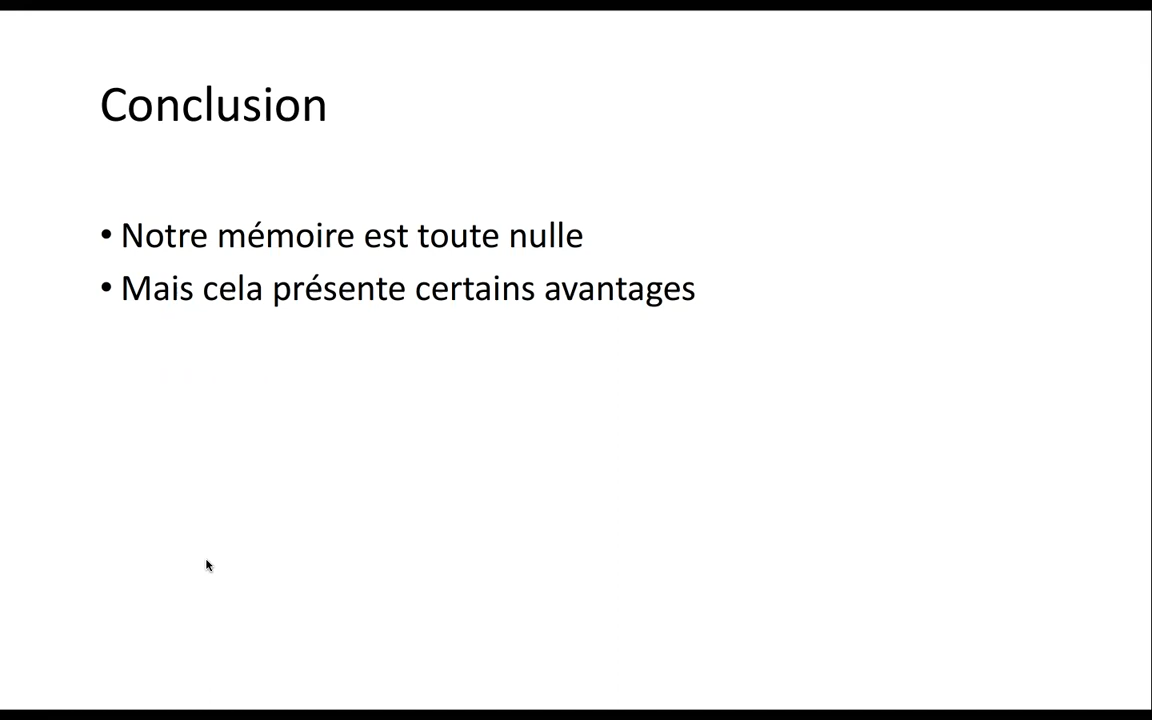 Conclusion
• Notre mémoire est toute nulle
• Mais cela présente certains avantages